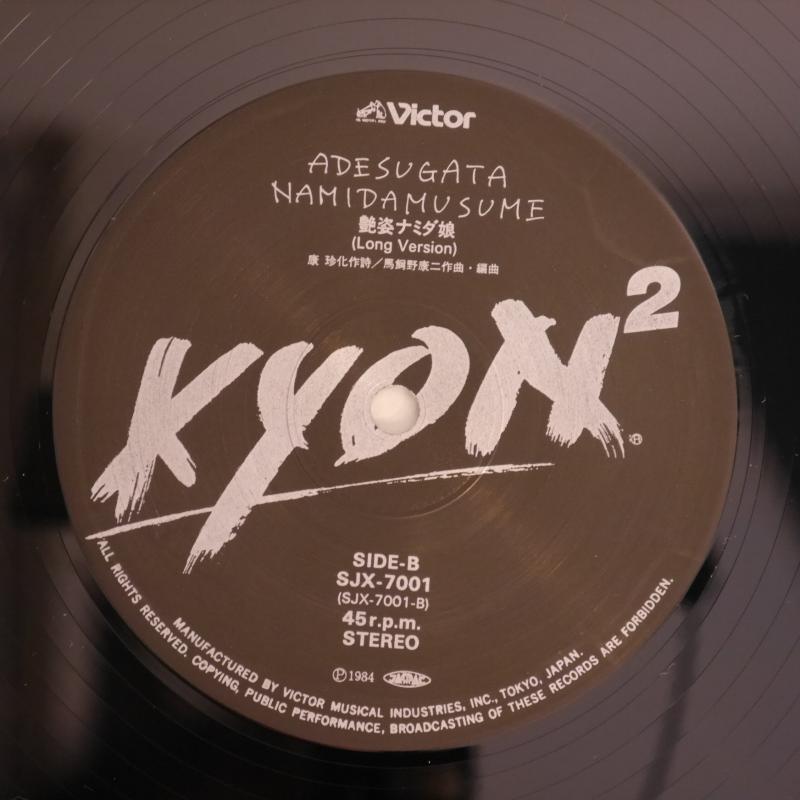 Victor
ADESUGATA
NAMIDAMUSUME
艶姿ナミダ娘
(Long Version)
康 珍化作詩/馬飼野康二作曲・編曲
KYON²
SIDE-B
SJX-7001
(SJX-7001-B)
45 r.p.m.
STEREO
Ⓟ1984
MANUFACTURED BY VICTOR MUSICAL INDUSTRIES, INC., TOKYO, JAPAN.
ALL RIGHTS RESERVED. COPYING, PUBLIC PERFORMANCE, BROADCASTING OF THESE RECORDS ARE FORBIDDEN.